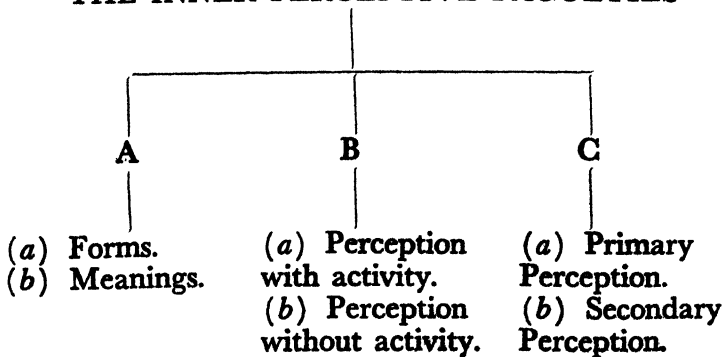 THE INNER PERCEPTIVE FACULTIES
A B C
(a) Forms.
(b) Meanings.
(a) Perception
with activity.
(b) Perception
without activity.
(a) Primary
Perception.
(b) Secondary
Perception.